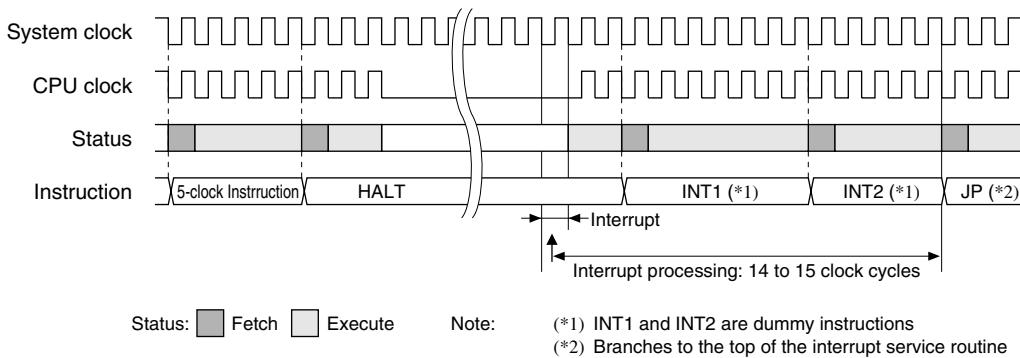 System clock
CPU clock
Status
Instruction
5-clock Instrruction
HALT
INT1 (*1)
INT2 (*1)
JP (*2)
Interrupt
Interrupt processing: 14 to 15 clock cycles
Status: Fetch Execute
Note: (*1) INT1 and INT2 are dummy instructions
(*2) Branches to the top of the interrupt service routine